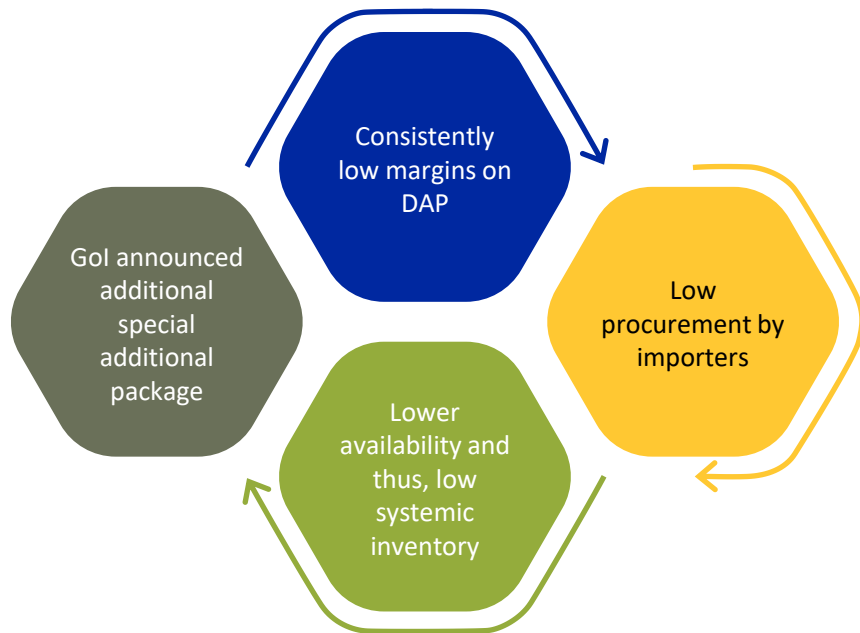 Consistently
low margins on
DAP
Low
procurement by
importers
Lower
availability and
thus, low
systemic
inventory
GoI announced
additional
special
additional
package